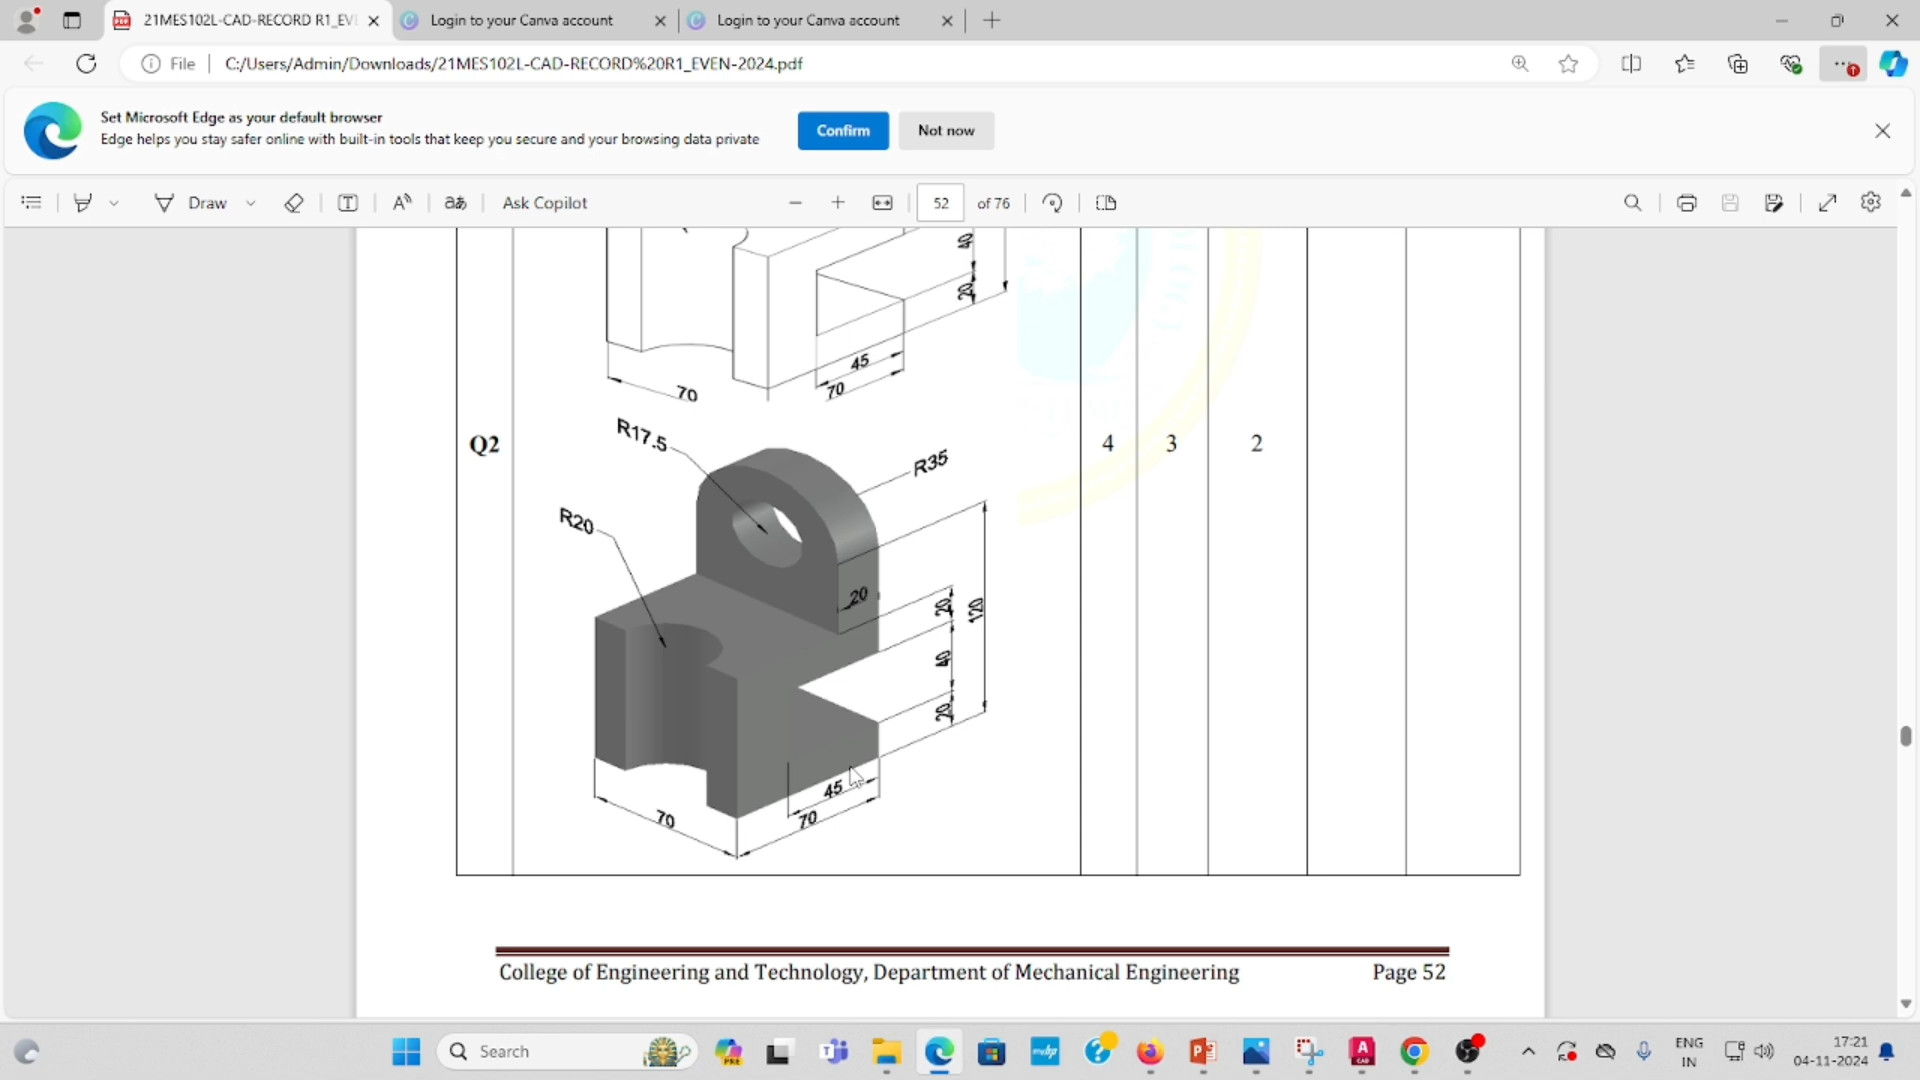 21MES102L-CAD-RECORD R1_EVE
Login to your Canva account
Login to your Canva account
File
C:/Users/Admin/Downloads/21MES102L-CAD-RECORD%20R1_EVEN-2024.pdf
Set Microsoft Edge as your default browser
Edge helps you stay safer online with built-in tools that keep you secure and your browsing data private
Confirm
Not now
Draw
Ask Copilot
52
of 76
40
20
45
70
70
Q2
R17.5
R35
R20
20
20
120
40
20
45
70
70
4
3
2
College of Engineering and Technology, Department of Mechanical Engineering
Page 52
Search
PRE
ENG
IN
17:21
04-11-2024